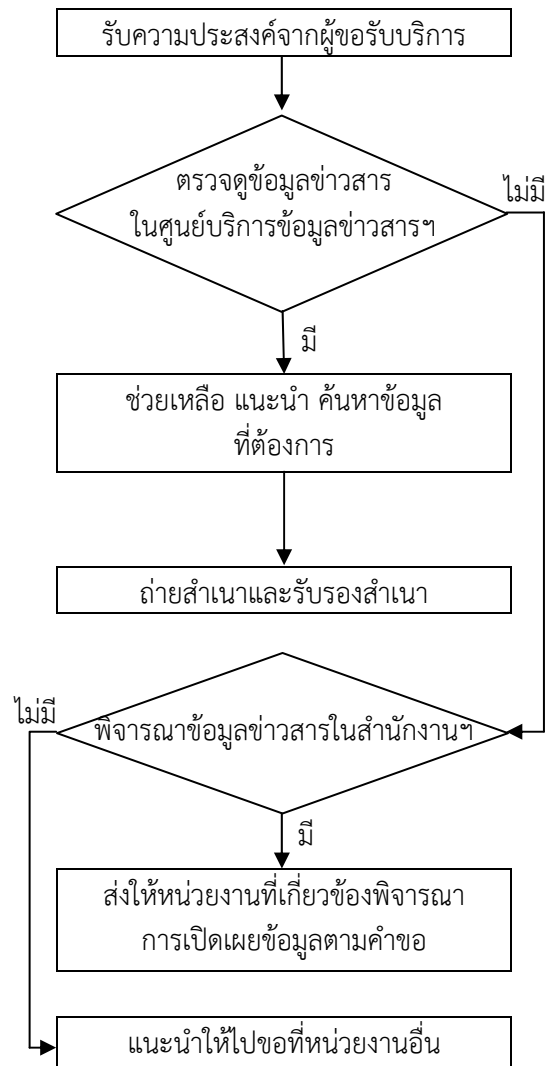 รับความประสงค์จากผู้ขอรับบริการ
ตรวจดูข้อมูลข่าวสาร
ในศูนย์บริการข้อมูลข่าวสารฯ
ไม่มี
มี
ช่วยเหลือ แนะนำ ค้นหาข้อมูล
ที่ต้องการ
ถ่ายสำเนาและรับรองสำเนา
ไม่มี
พิจารณาข้อมูลข่าวสารในสำนักงานฯ
มี
ส่งให้หน่วยงานที่เกี่ยวข้องพิจารณา
การเปิดเผยข้อมูลตามคำขอ
แนะนำให้ไปขอที่หน่วยงานอื่น